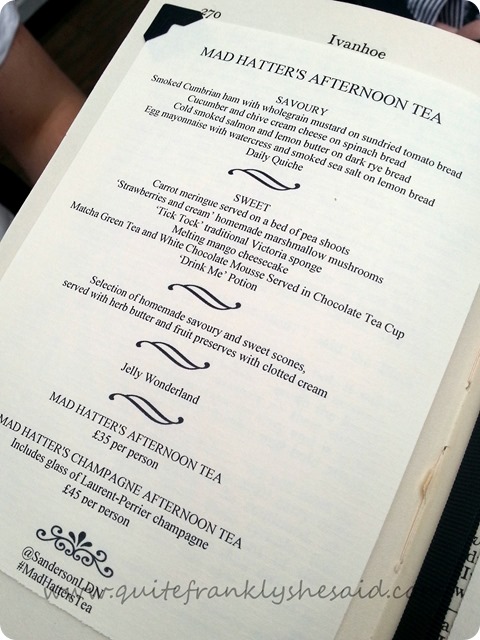 270
Ivanhoe
MAD HATTER'S AFTERNOON TEA
SAVOURY
Smoked Cumbrian ham with wholegrain mustard on sundried tomato bread
Cucumber and chive cream cheese on spinach bread
Cold smoked salmon and lemon butter on dark rye bread
Egg mayonnaise with watercress and smoked sea salt on lemon bread
Daily Quiche
SWEET
Carrot meringue served on a bed of pea shoots
'Strawberries and cream' homemade marshmallow mushrooms
'Tick Tock' traditional Victoria sponge
Melting mango cheesecake
Matcha Green Tea and White Chocolate Mousse Served in Chocolate Tea Cup
'Drink Me' Potion
Selection of homemade savoury and sweet scones,
served with herb butter and fruit preserves with clotted cream
Jelly Wonderland
MAD HATTER'S AFTERNOON TEA
£35 per person
MAD HATTER'S CHAMPAGNE AFTERNOON TEA
Includes glass of Laurent-Perrier champagne
£45 per person
@SandersonLDN
#MadHattersTea
www.quitefranklyshesaid.c